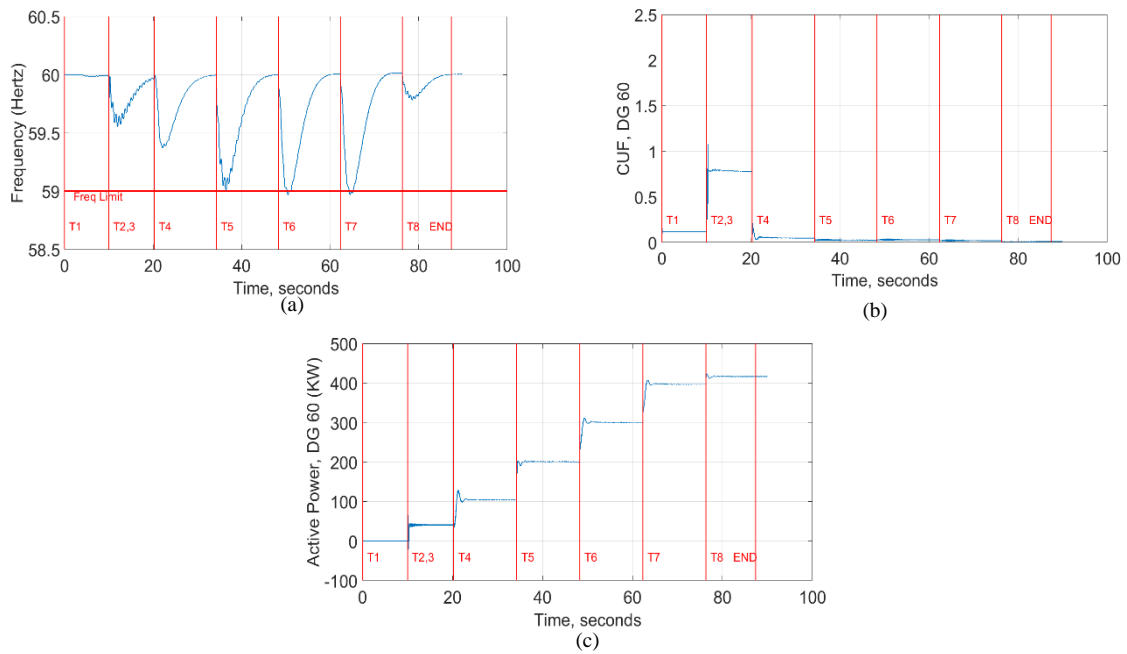 60.5
60
59.5
59
58.5
Frequency (Hertz)
Freq Limit
T1 T2,3 T4 T5 T6 T7 T8 END
0 20 40 60 80 100
Time, seconds
(a)
2.5
2
1.5
1
0.5
0
CUF, DG 60
T1 T2,3 T4 T5 T6 T7 T8 END
0 20 40 60 80 100
Time, seconds
(b)
500
400
300
200
100
0
-100
Active Power, DG 60 (KW)
T1 T2,3 T4 T5 T6 T7 T8 END
0 20 40 60 80 100
Time, seconds
(c)